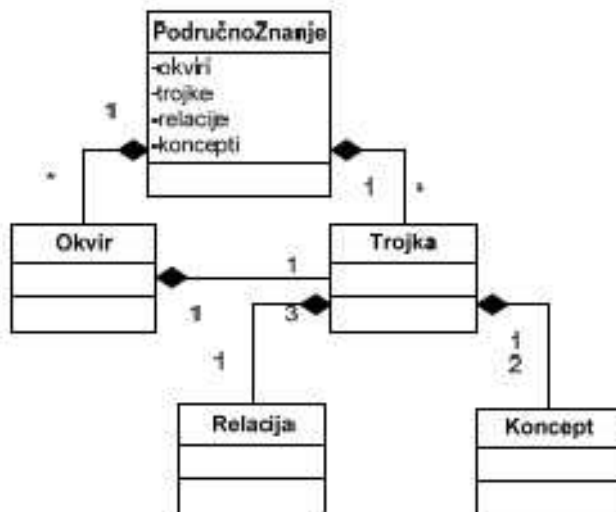 PodručnoZnanje
-okviri
-trojke
-relacije
-koncepti
1
*
1
*
Okvir
Trojka
1
1
3
1
1
2
Relacija
Koncept